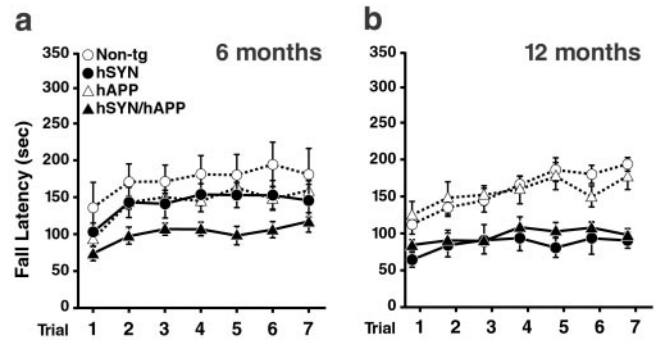 a
6 months
Fall Latency (sec)
350
300
250
200
150
100
50
0
Non-tg
hSYN
hAPP
hSYN/hAPP
Trial 1 2 3 4 5 6 7
b
12 months
350
300
250
200
150
100
50
0
Trial 1 2 3 4 5 6 7